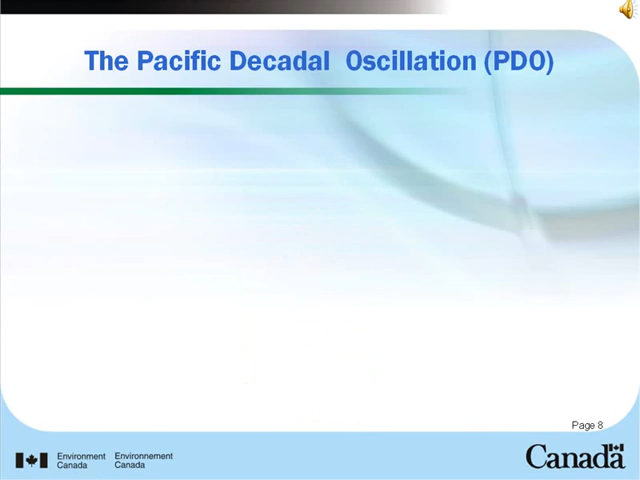 The Pacific Decadal Oscillation (PDO)
Page 8
Environment Environnement
Canada Canada
Canada